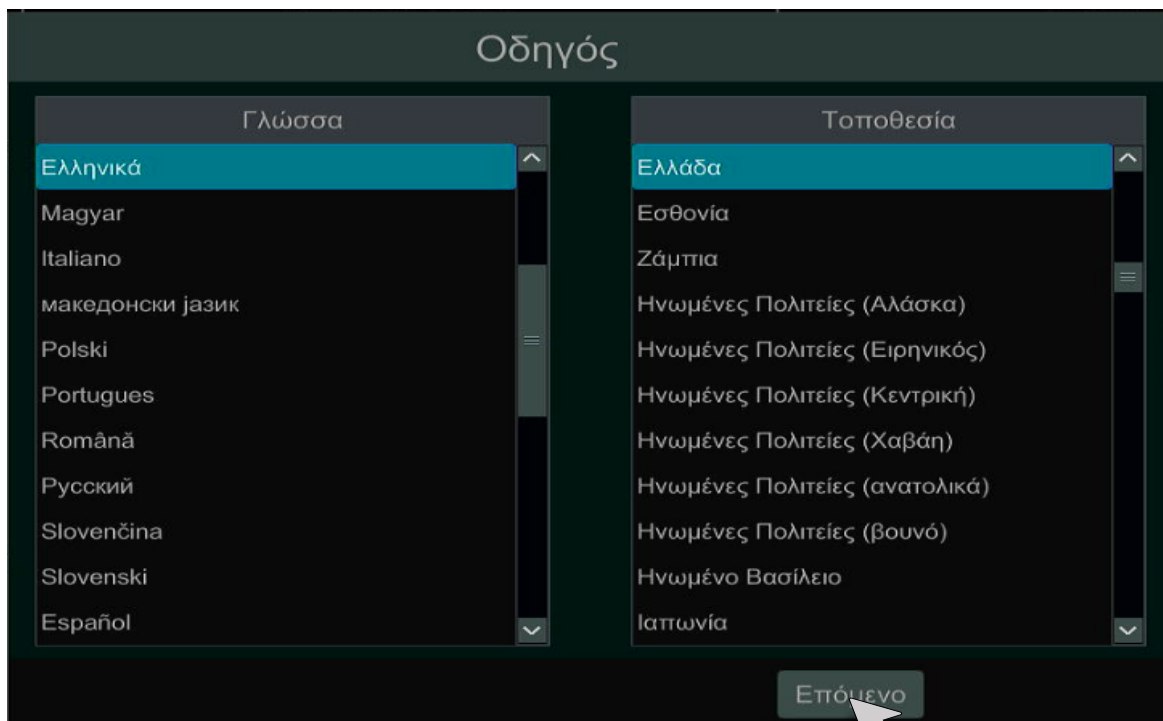 Οδηγός
Γλώσσα
Ελληνικά
Magyar
Italiano
македонски јазик
Polski
Portugues
Română
Русский
Slovenčina
Slovenski
Español
Τοποθεσία
Ελλάδα
Εσθονία
Ζάμπια
Ηνωμένες Πολιτείες (Αλάσκα)
Ηνωμένες Πολιτείες (Ειρηνικός)
Ηνωμένες Πολιτείες (Κεντρική)
Ηνωμένες Πολιτείες (Χαβάη)
Ηνωμένες Πολιτείες (ανατολικά)
Ηνωμένες Πολιτείες (βουνό)
Ηνωμένο Βασίλειο
Ιαπωνία
Επόμενο